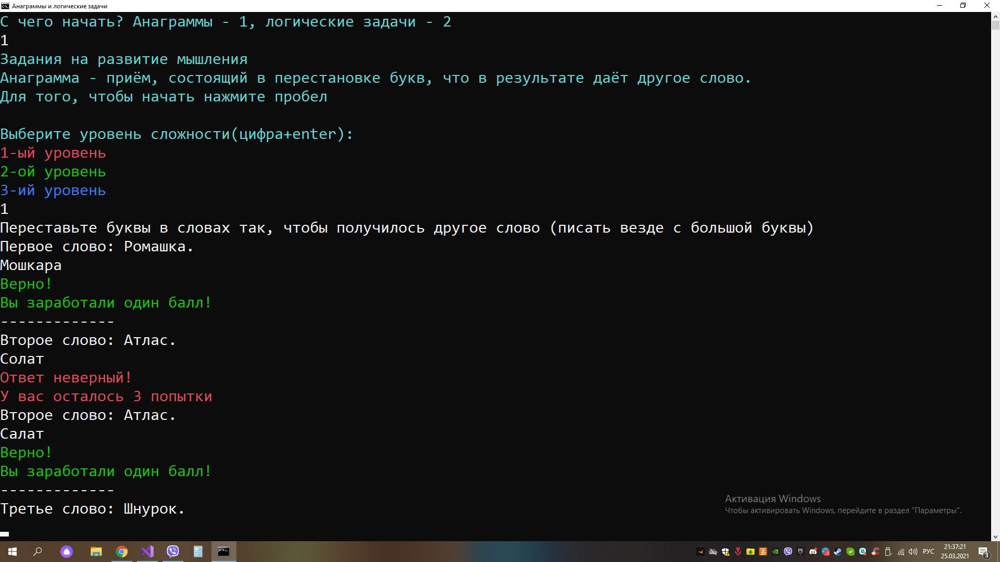 Анаграммы и логические задачи
С чего начать? Анаграммы - 1, логические задачи - 2
1
Задания на развитие мышления
Анаграмма - приём, состоящий в перестановке букв, что в результате даёт другое слово.
Для того, чтобы начать нажмите пробел
Выберите уровень сложности(цифра+enter):
1-ый уровень
2-ой уровень
3-ий уровень
1
Переставьте буквы в словах так, чтобы получилось другое слово (писать везде с большой буквы)
Первое слово: Ромашка.
Мошкара
Верно!
Вы заработали один балл!
-------------
Второе слово: Атлас.
Солат
Ответ неверный!
У вас осталось 3 попытки
Второе слово: Атлас.
Салат
Верно!
Вы заработали один балл!
-------------
Третье слово: Шнурок.
Активация Windows
Чтобы активировать Windows, перейдите в раздел "Параметры".
РУС
21:37:21
25.03.2021
3